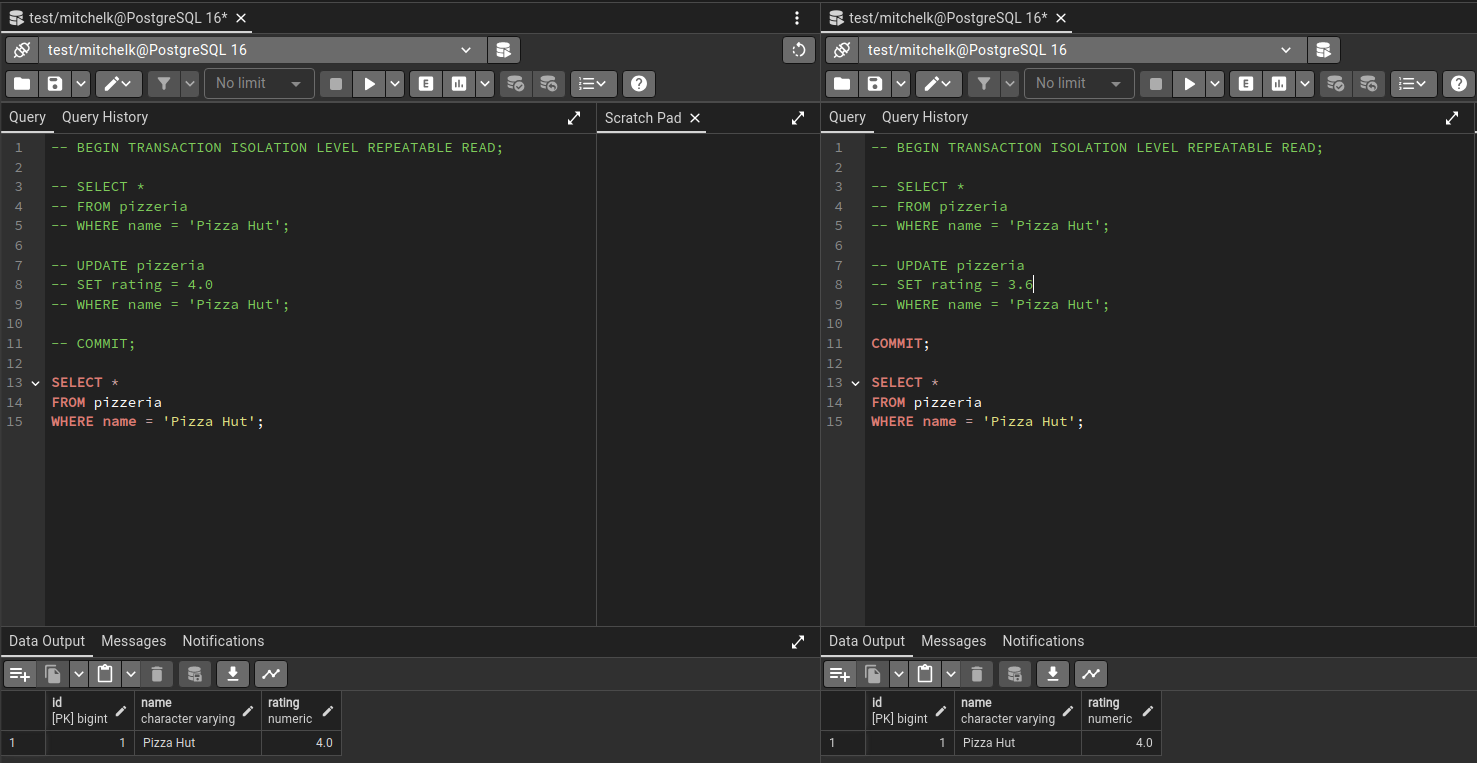 test/mitchelk@PostgreSQL 16*
test/mitchelk@PostgreSQL 16
No limit
E
Query
Query History
Scratch Pad
1 -- BEGIN TRANSACTION ISOLATION LEVEL REPEATABLE READ;
2
3 -- SELECT *
4 -- FROM pizzeria
5 -- WHERE name = 'Pizza Hut';
6
7 -- UPDATE pizzeria
8 -- SET rating = 4.0
9 -- WHERE name = 'Pizza Hut';
10
11 -- COMMIT;
12
13 SELECT *
14 FROM pizzeria
15 WHERE name = 'Pizza Hut';
Data Output
Messages
Notifications
id name rating
[PK] bigint character varying numeric
1 1 Pizza Hut 4.0
test/mitchelk@PostgreSQL 16*
test/mitchelk@PostgreSQL 16
No limit
E
Query
Query History
1 -- BEGIN TRANSACTION ISOLATION LEVEL REPEATABLE READ;
2
3 -- SELECT *
4 -- FROM pizzeria
5 -- WHERE name = 'Pizza Hut';
6
7 -- UPDATE pizzeria
8 -- SET rating = 3.6
9 -- WHERE name = 'Pizza Hut';
10
11 COMMIT;
12
13 SELECT *
14 FROM pizzeria
15 WHERE name = 'Pizza Hut';
Data Output
Messages
Notifications
id name rating
[PK] bigint character varying numeric
1 1 Pizza Hut 4.0